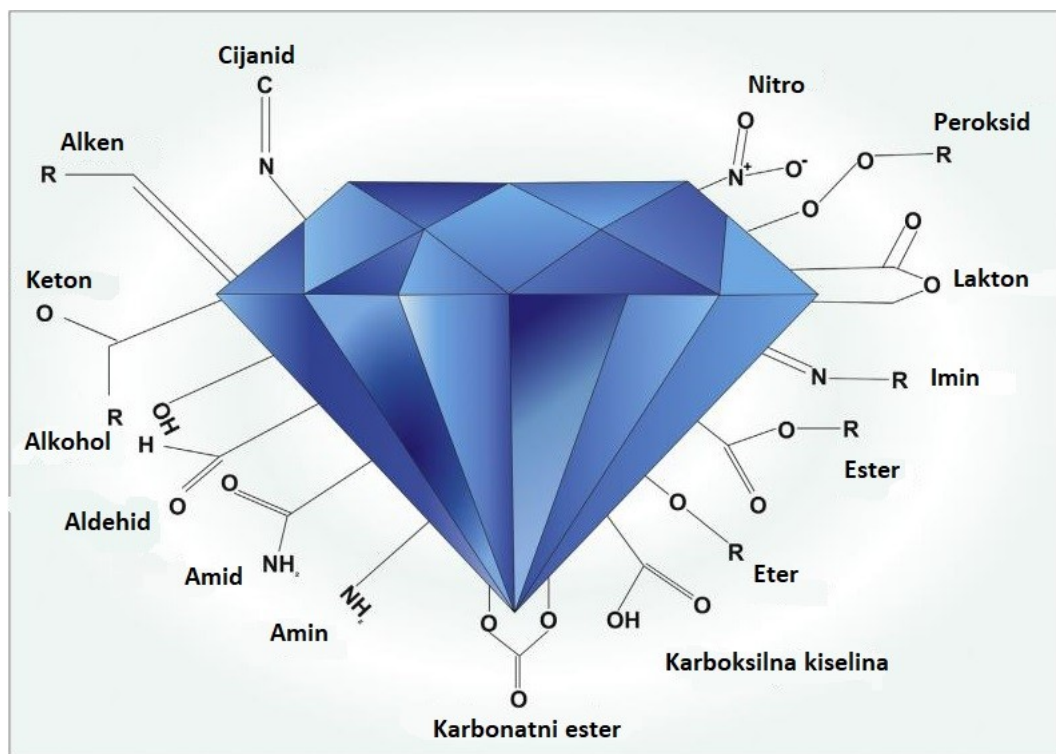 Cijanid
C
N
Alken
R
Keton
O
R
Alkohol
OH
H
Aldehid
O
O
Amid
NH₂
Amin
NH₂
O
O
O
Karbonatni ester
Nitro
O
N⁺
O⁻
Peroksid
O
R
O
O
O
Lakton
N
R
Imin
O
R
O
Ester
O
R
Eter
OH
O
Karboksilna kiselina